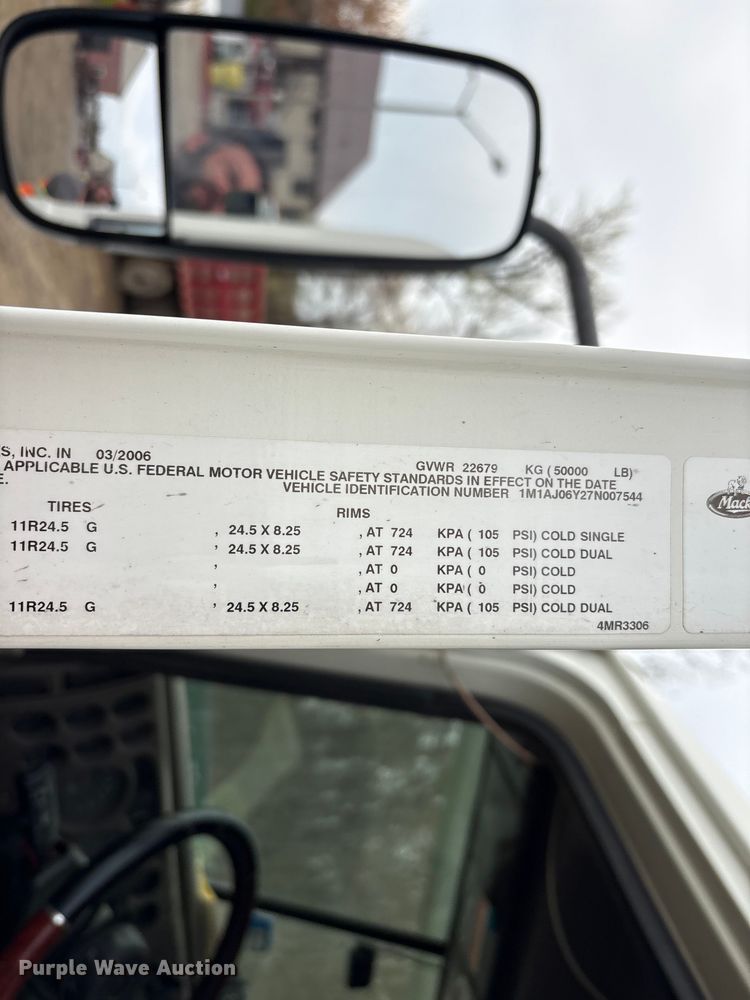 S, INC. IN 03/2006 GVWR 22679 KG ( 50000 LB)
APPLICABLE U.S. FEDERAL MOTOR VEHICLE SAFETY STANDARDS IN EFFECT ON THE DATE
E. VEHICLE IDENTIFICATION NUMBER 1M1AJ06Y27N007544
TIRES RIMS
11R24.5 G , 24.5 X 8.25 , AT 724 KPA ( 105 PSI) COLD SINGLE
11R24.5 G , 24.5 X 8.25 , AT 724 KPA ( 105 PSI) COLD DUAL
, , AT 0 KPA ( 0 PSI) COLD
, , AT 0 KPA ( 0 PSI) COLD
11R24.5 G , 24.5 X 8.25 , AT 724 KPA ( 105 PSI) COLD DUAL
4MR3306
Mack
Purple Wave Auction